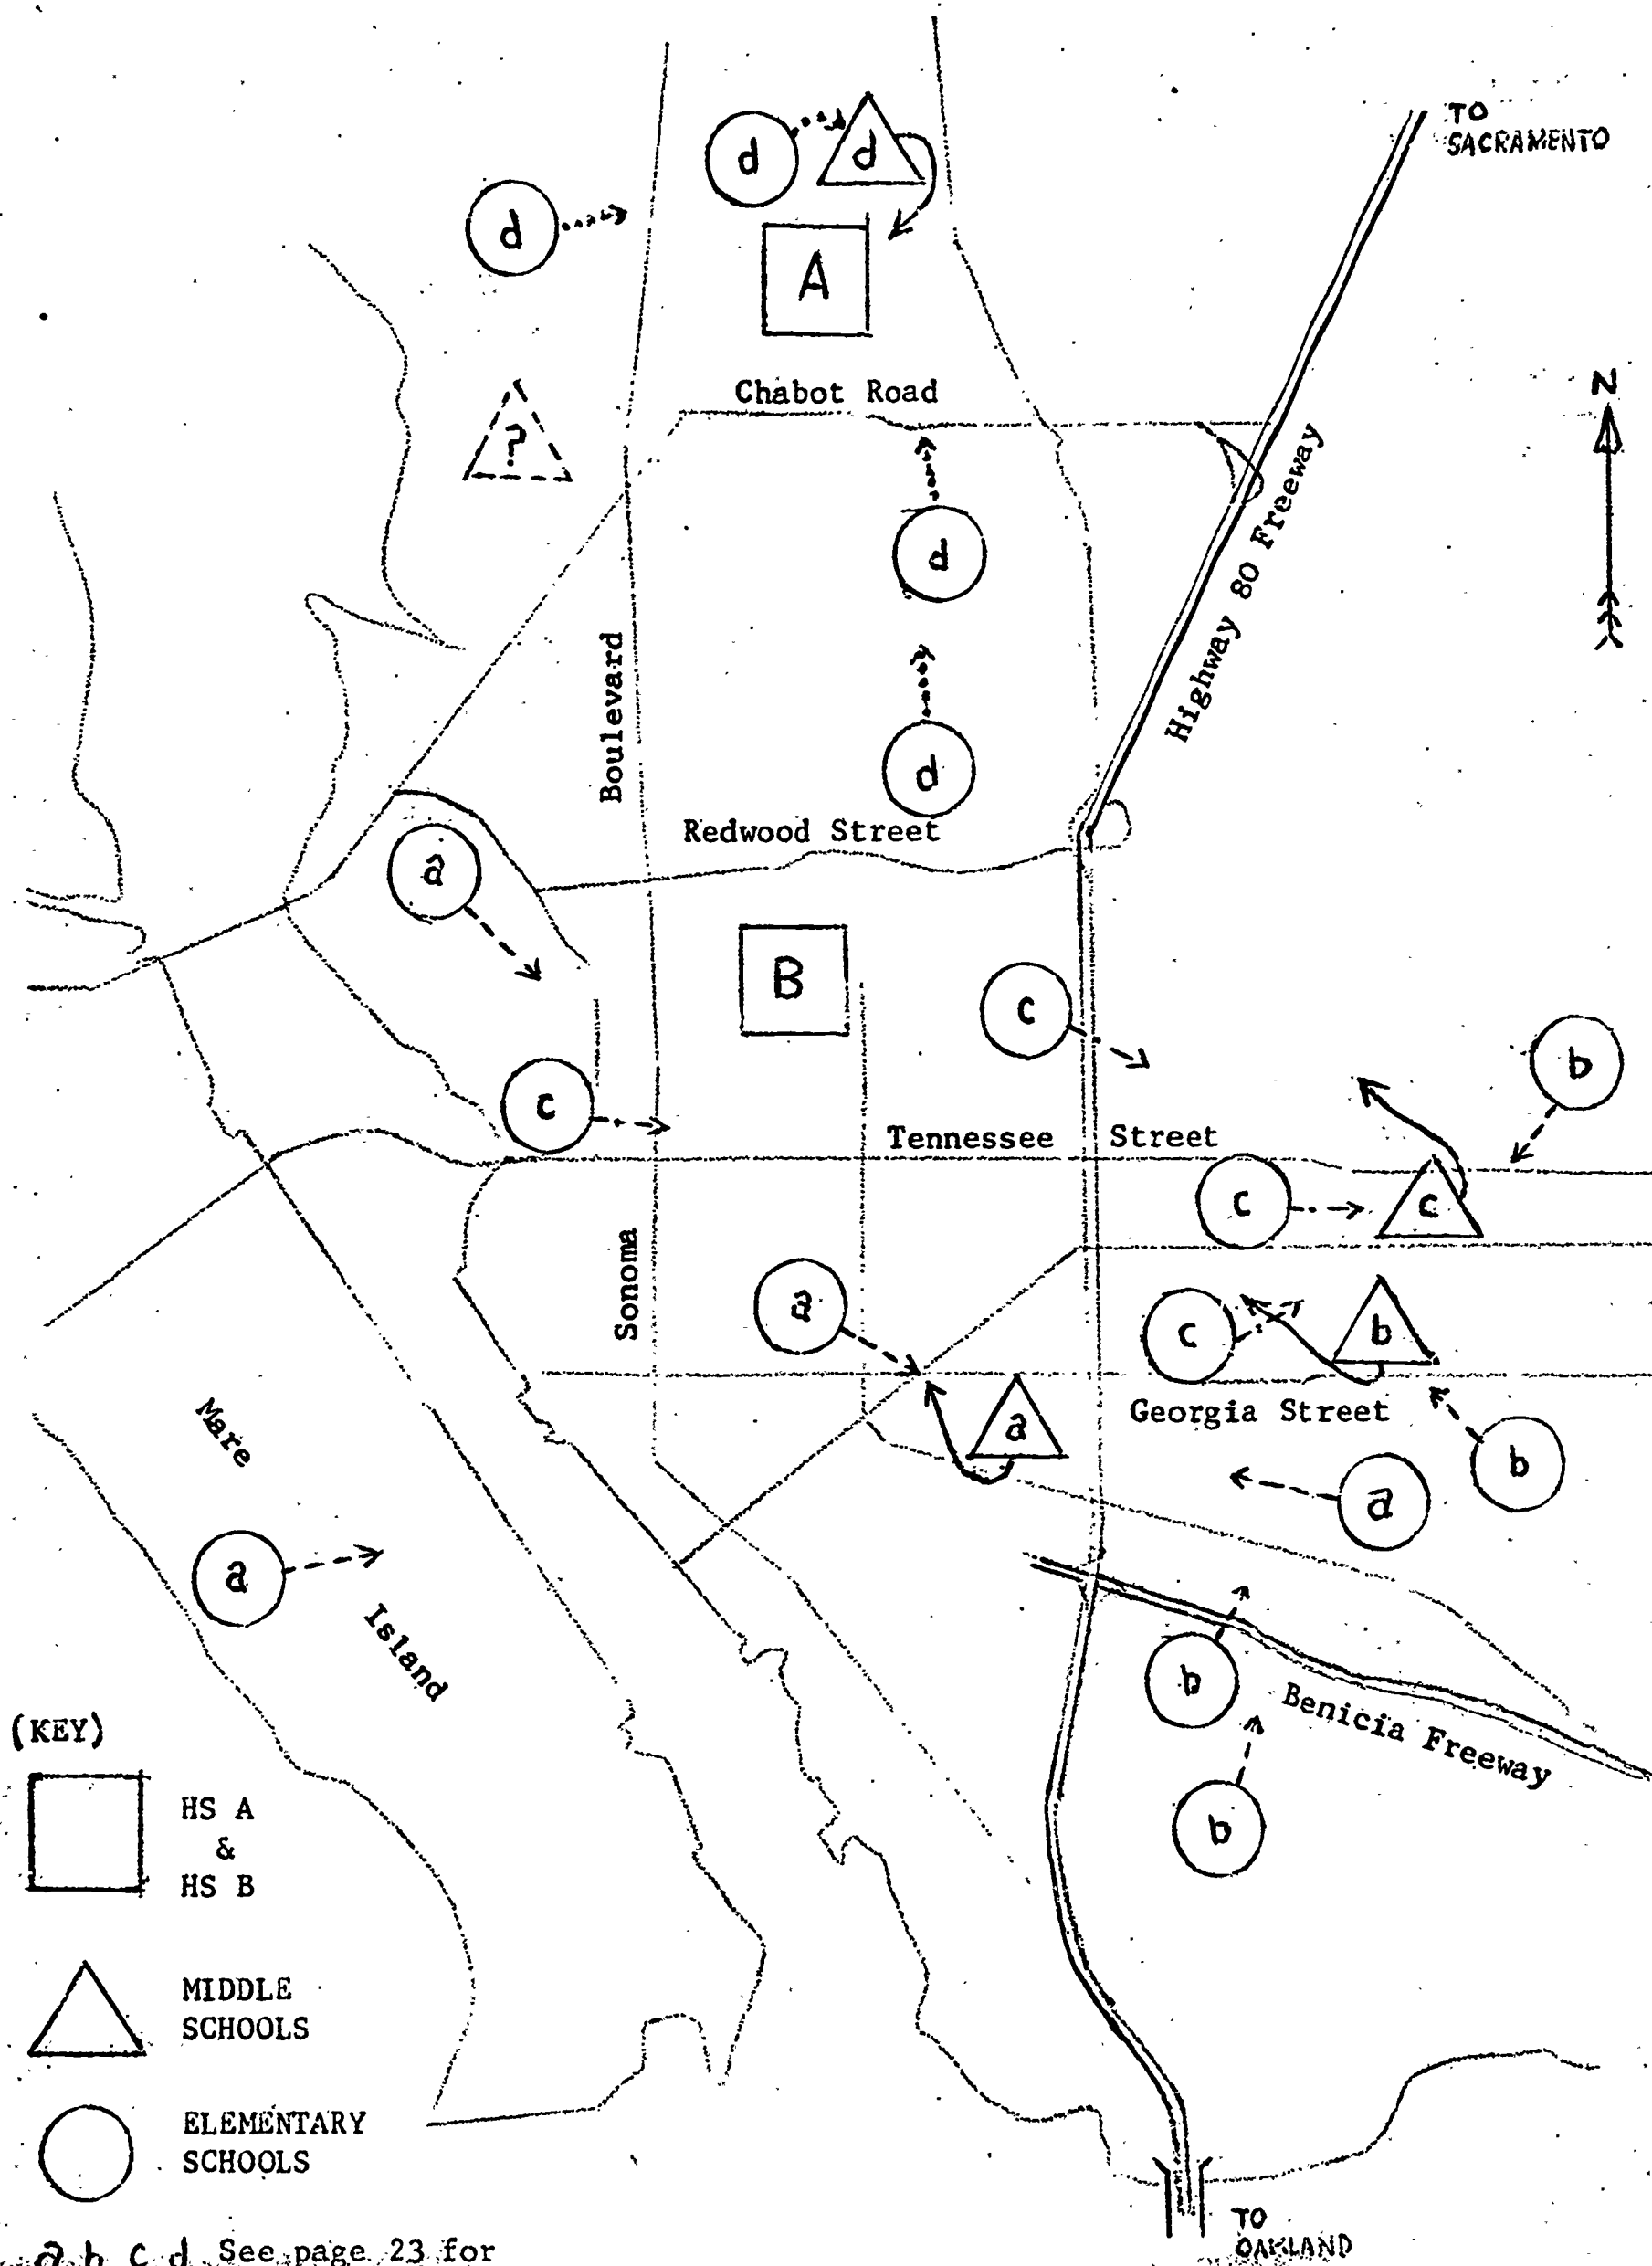 TO
SACRAMENTO
d
d
d
A
Chabot Road
N
?
d
Highway 80 Freeway
Boulevard
d
Redwood Street
a
B
c
b
c
Tennessee Street
c
c
Sonoma
a
c
b
Georgia Street
a
b
a
Mare
Island
a
b
Benicia Freeway
b
(KEY)
HS A
&
HS B
MIDDLE
SCHOOLS
ELEMENTARY
SCHOOLS
a b c d See page 23 for
TO
OAKLAND